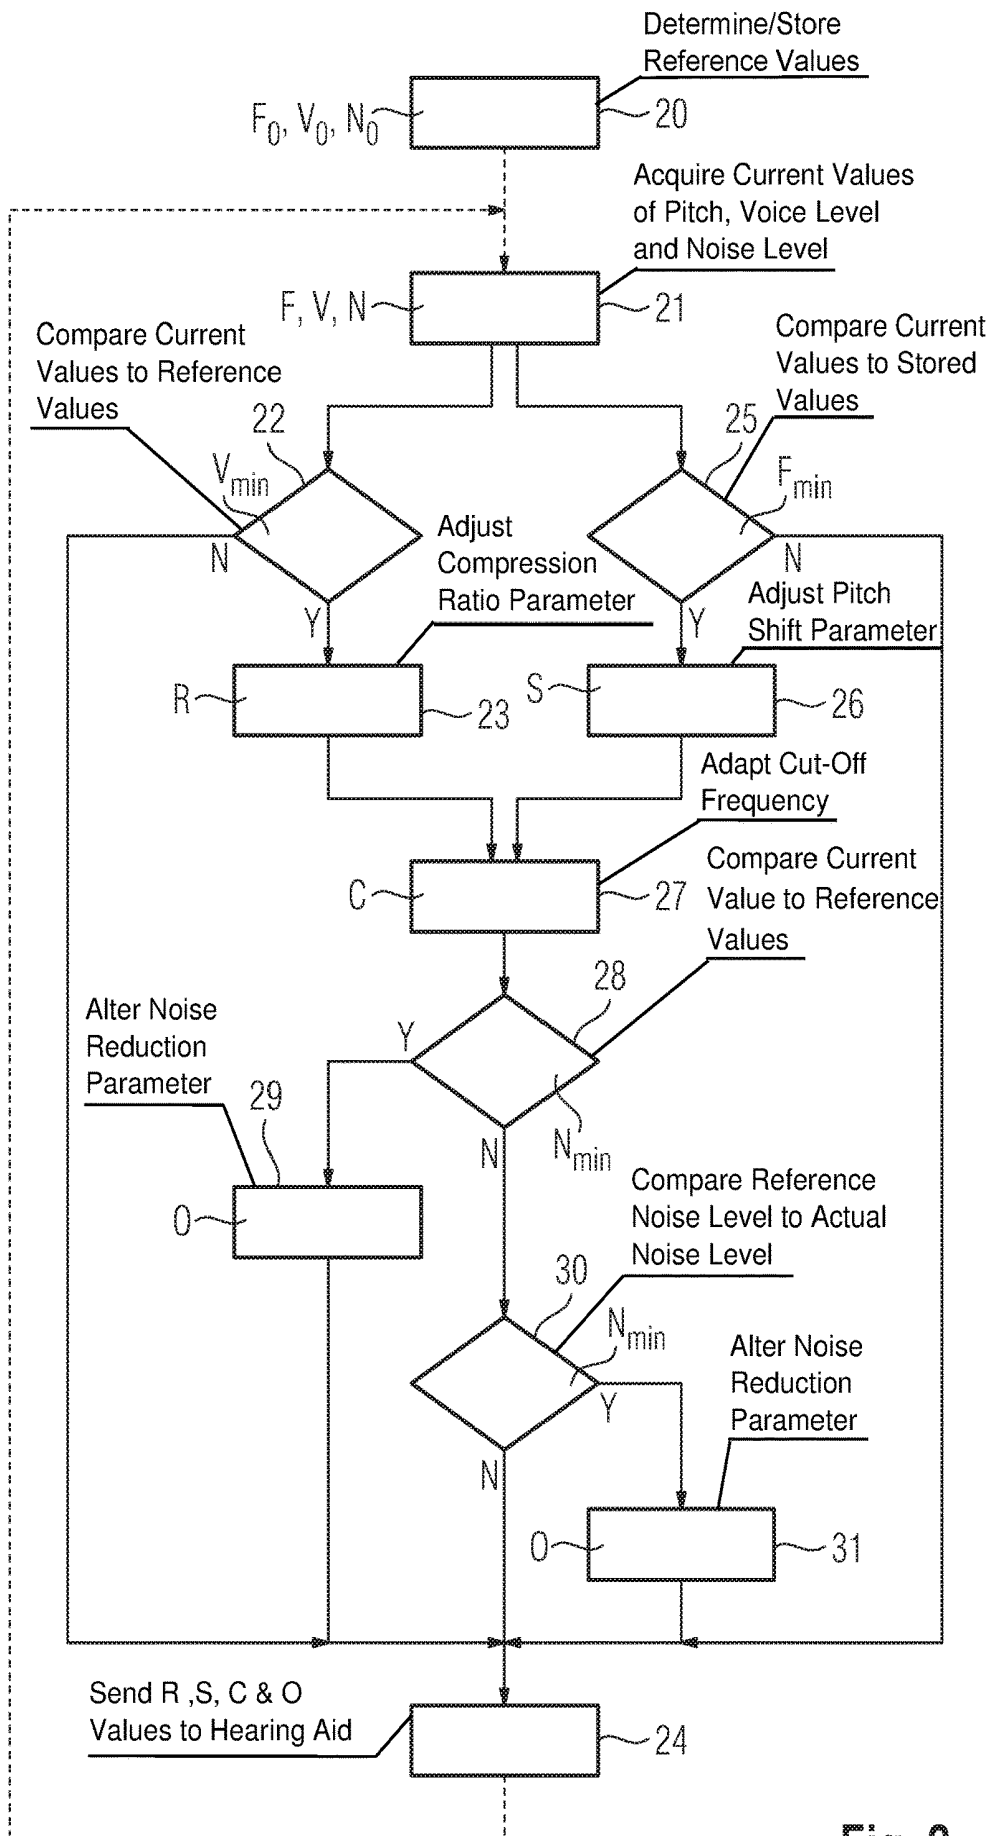 Determine/Store
Reference Values
F0, V0, N0
20
Acquire Current Values
of Pitch, Voice Level
and Noise Level
F, V, N
21
Compare Current
Values to Reference
Values
Compare Current
Values to Stored
Values
22
25
Vmin
Fmin
N
N
Y
Y
Adjust
Compression
Ratio Parameter
Adjust Pitch
Shift Parameter
R
23
S
26
Adapt Cut-Off
Frequency
C
27
Compare Current
Value to Reference
Values
28
Y
N
Nmin
Alter Noise
Reduction
Parameter
29
O
Compare Reference
Noise Level to Actual
Noise Level
30
Nmin
Y
N
Alter Noise
Reduction
Parameter
O
31
Send R ,S, C & O
Values to Hearing Aid
24